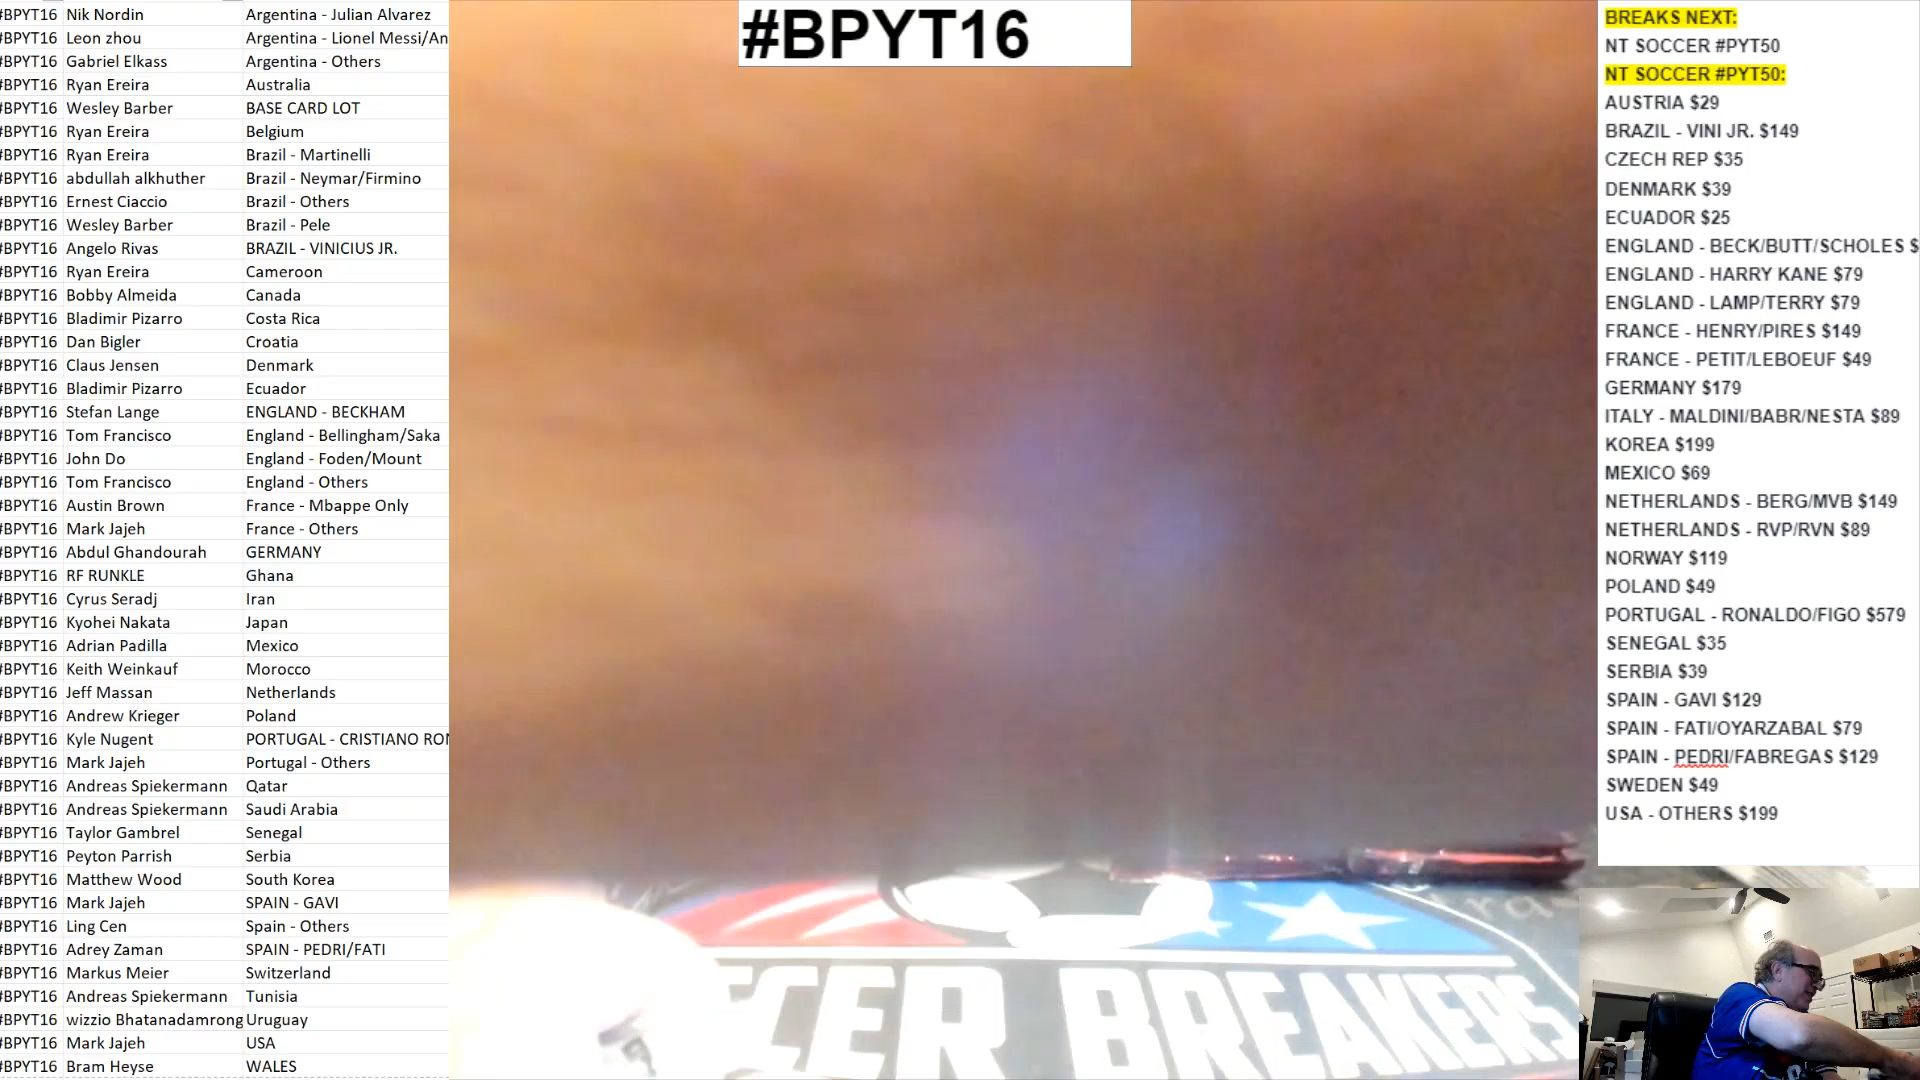 #BPYT16 Nik Nordin Argentina - Julian Alvarez
#BPYT16 Leon zhou Argentina - Lionel Messi/An
#BPYT16 Gabriel Elkass Argentina - Others
#BPYT16 Ryan Ereira Australia
#BPYT16 Wesley Barber BASE CARD LOT
#BPYT16 Ryan Ereira Belgium
#BPYT16 Ryan Ereira Brazil - Martinelli
#BPYT16 abdullah alkhuther Brazil - Neymar/Firmino
#BPYT16 Ernest Ciaccio Brazil - Others
#BPYT16 Wesley Barber Brazil - Pele
#BPYT16 Angelo Rivas BRAZIL - VINICIUS JR.
#BPYT16 Ryan Ereira Cameroon
#BPYT16 Bobby Almeida Canada
#BPYT16 Bladimir Pizarro Costa Rica
#BPYT16 Dan Bigler Croatia
#BPYT16 Claus Jensen Denmark
#BPYT16 Bladimir Pizarro Ecuador
#BPYT16 Stefan Lange ENGLAND - BECKHAM
#BPYT16 Tom Francisco England - Bellingham/Saka
#BPYT16 John Do England - Foden/Mount
#BPYT16 Tom Francisco England - Others
#BPYT16 Austin Brown France - Mbappe Only
#BPYT16 Mark Jajeh France - Others
#BPYT16 Abdul Ghandourah GERMANY
#BPYT16 RF RUNKLE Ghana
#BPYT16 Cyrus Seradj Iran
#BPYT16 Kyohei Nakata Japan
#BPYT16 Adrian Padilla Mexico
#BPYT16 Keith Weinkauf Morocco
#BPYT16 Jeff Massan Netherlands
#BPYT16 Andrew Krieger Poland
#BPYT16 Kyle Nugent PORTUGAL - CRISTIANO RON
#BPYT16 Mark Jajeh Portugal - Others
#BPYT16 Andreas Spiekermann Qatar
#BPYT16 Andreas Spiekermann Saudi Arabia
#BPYT16 Taylor Gambrel Senegal
#BPYT16 Peyton Parrish Serbia
#BPYT16 Matthew Wood South Korea
#BPYT16 Mark Jajeh SPAIN - GAVI
#BPYT16 Ling Cen Spain - Others
#BPYT16 Adrey Zaman SPAIN - PEDRI/FATI
#BPYT16 Markus Meier Switzerland
#BPYT16 Andreas Spiekermann Tunisia
#BPYT16 wizzio Bhatanadamrong Uruguay
#BPYT16 Mark Jajeh USA
#BPYT16 Bram Heyse WALES
#BPYT16
CER BREAKERS
BREAKS NEXT:
NT SOCCER #PYT50
NT SOCCER #PYT50:
AUSTRIA $29
BRAZIL - VINI JR. $149
CZECH REP $35
DENMARK $39
ECUADOR $25
ENGLAND - BECK/BUTT/SCHOLES $
ENGLAND - HARRY KANE $79
ENGLAND - LAMP/TERRY $79
FRANCE - HENRY/PIRES $149
FRANCE - PETIT/LEBOEUF $49
GERMANY $179
ITALY - MALDINI/BABR/NESTA $89
KOREA $199
MEXICO $69
NETHERLANDS - BERG/MVB $149
NETHERLANDS - RVP/RVN $89
NORWAY $119
POLAND $49
PORTUGAL - RONALDO/FIGO $579
SENEGAL $35
SERBIA $39
SPAIN - GAVI $129
SPAIN - FATI/OYARZABAL $79
SPAIN - PEDRI/FABREGAS $129
SWEDEN $49
USA - OTHERS $199